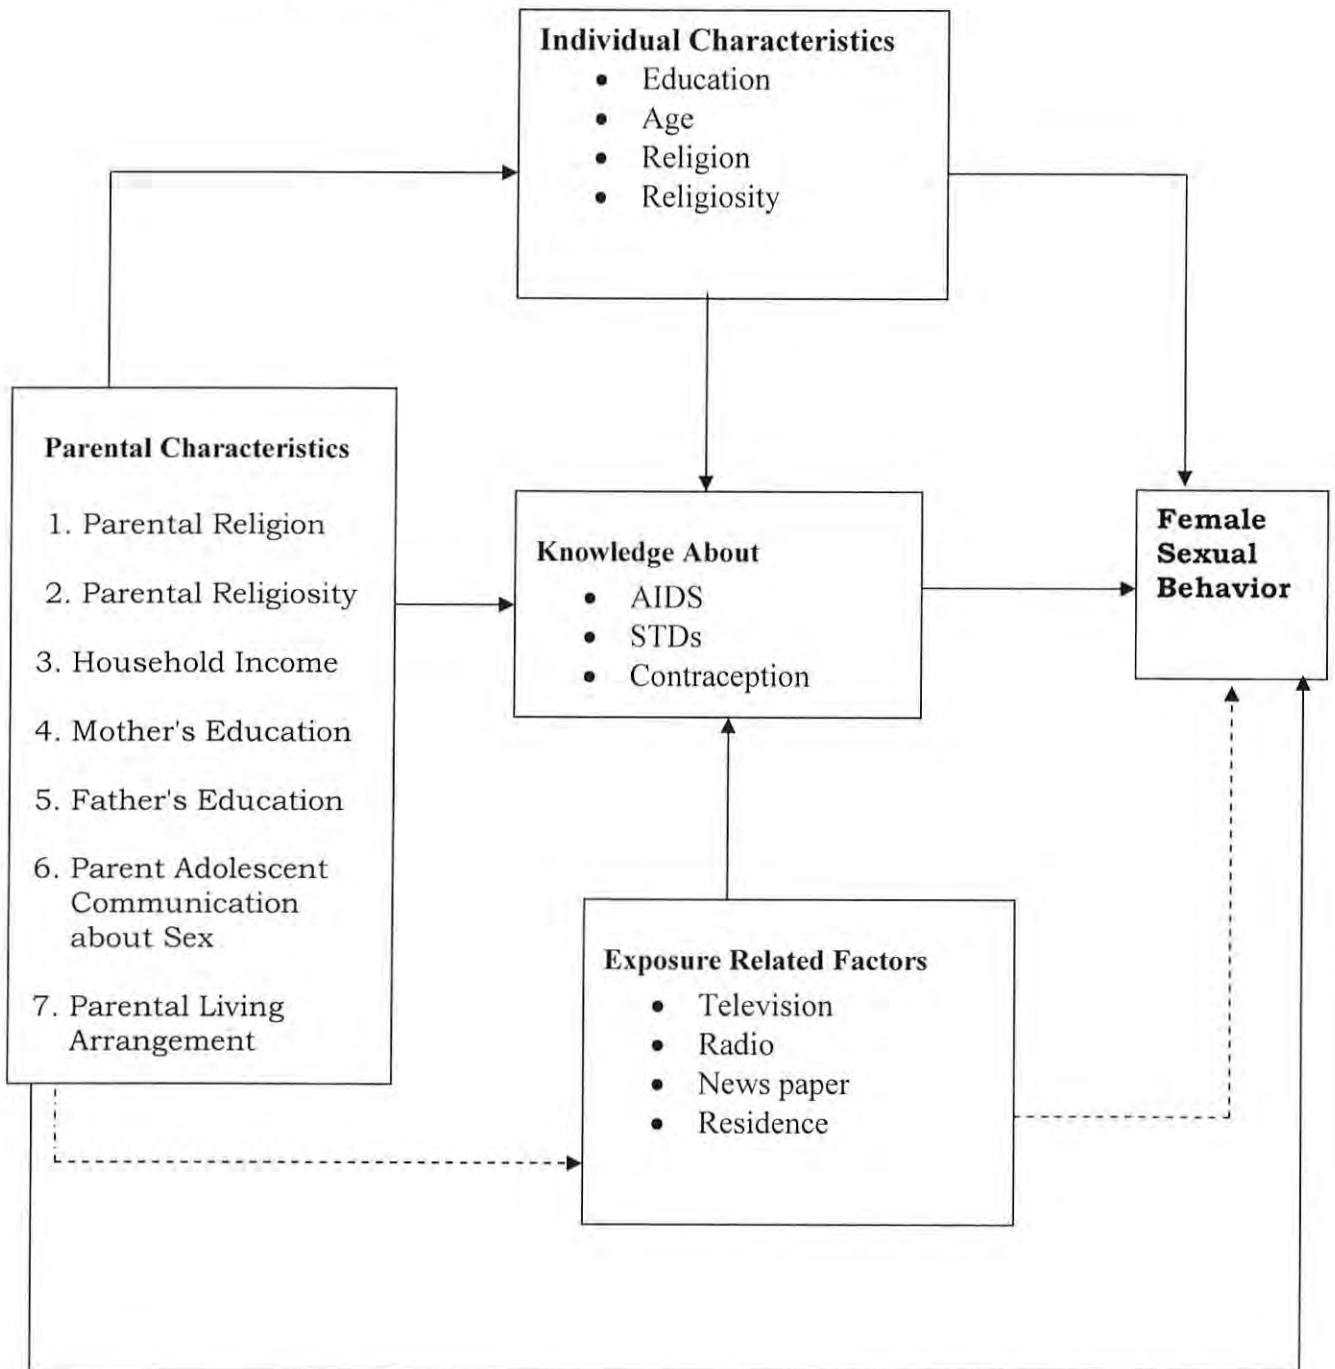 Individual Characteristics
• Education
• Age
• Religion
• Religiosity
Parental Characteristics
1. Parental Religion
2. Parental Religiosity
3. Household Income
4. Mother's Education
5. Father's Education
6. Parent Adolescent
Communication
about Sex
7. Parental Living
Arrangement
Knowledge About
• AIDS
• STDs
• Contraception
Female
Sexual
Behavior
Exposure Related Factors
• Television
• Radio
• News paper
• Residence